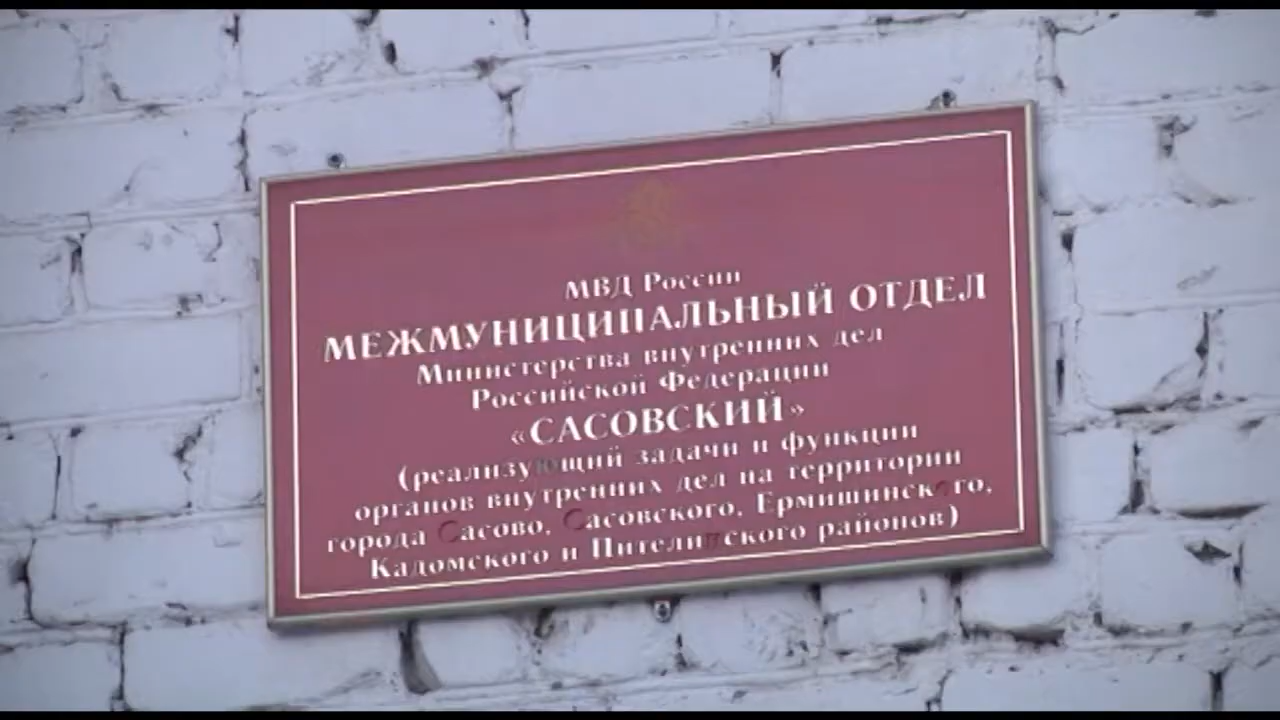 МВД России
МЕЖМУНИЦИПАЛЬНЫЙ ОТДЕЛ
Министерства внутренних дел
Российской Федерации
«САСОВСКИЙ»
(реализующий задачи и функции
органов внутренних дел на территории
города Сасово, Сасовского, Ермишинского,
Кадомского и Пителинского районов)